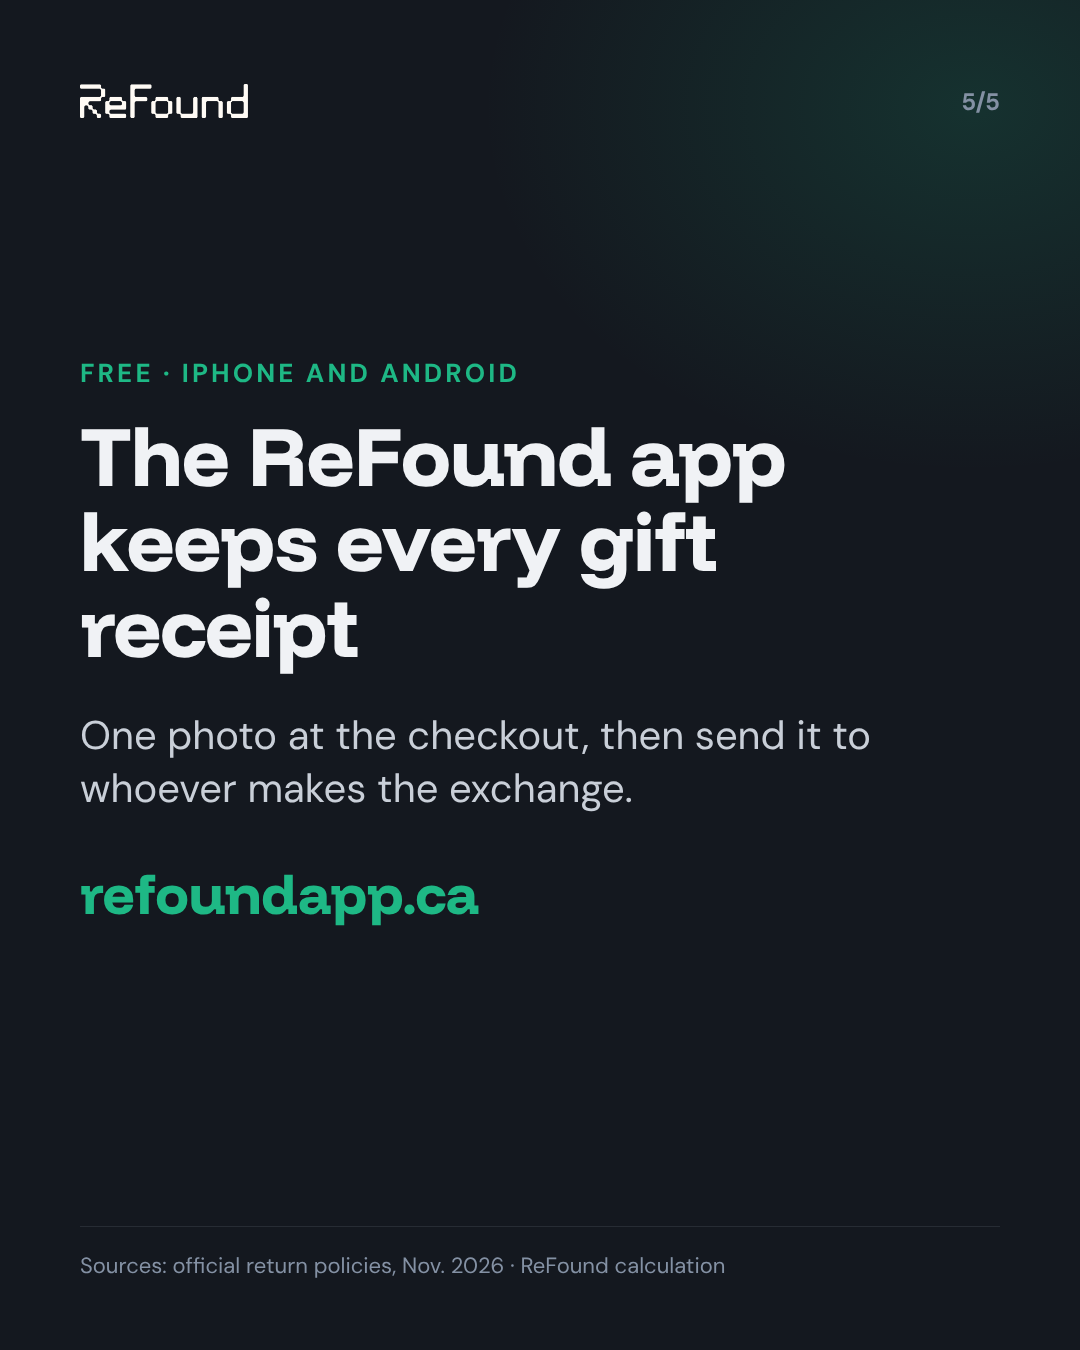 ReFound
5/5
FREE · IPHONE AND ANDROID
The ReFound app
keeps every gift
receipt
One photo at the checkout, then send it to
whoever makes the exchange.
refoundapp.ca
Sources: official return policies, Nov. 2026 · ReFound calculation